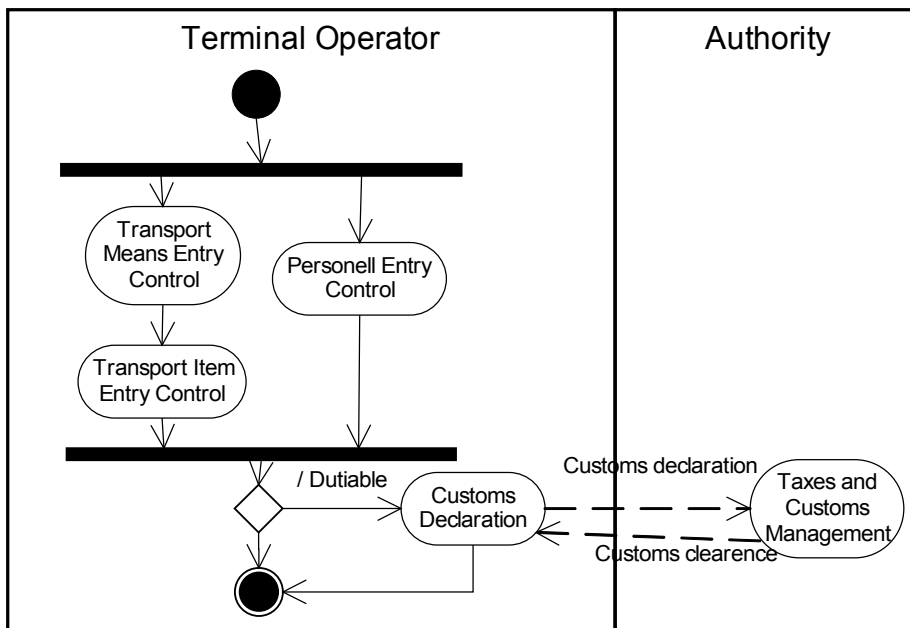 Terminal Operator
Authority
Transport
Means Entry
Control
Personell Entry
Control
Transport Item
Entry Control
/ Dutiable
Customs
Declaration
Customs declaration
Taxes and
Customs
Management
Customs clearence